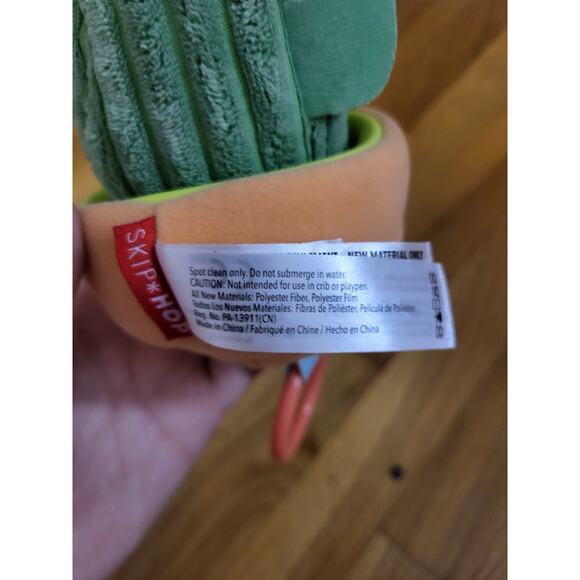 SKIP*HOP
NEW MATERIAL ONLY
Spot clean only. Do not submerge in water.
CAUTION: Not intended for use in crib or playpen.
All New Materials: Polyester Fiber, Polyester Film
Todos Los Nuevos Materiales: Fibras de Poliéster, Película de Poliéster
Reg. No. PA-13911(CN)
Made in China / Fabriqué en Chine / Hecho en China